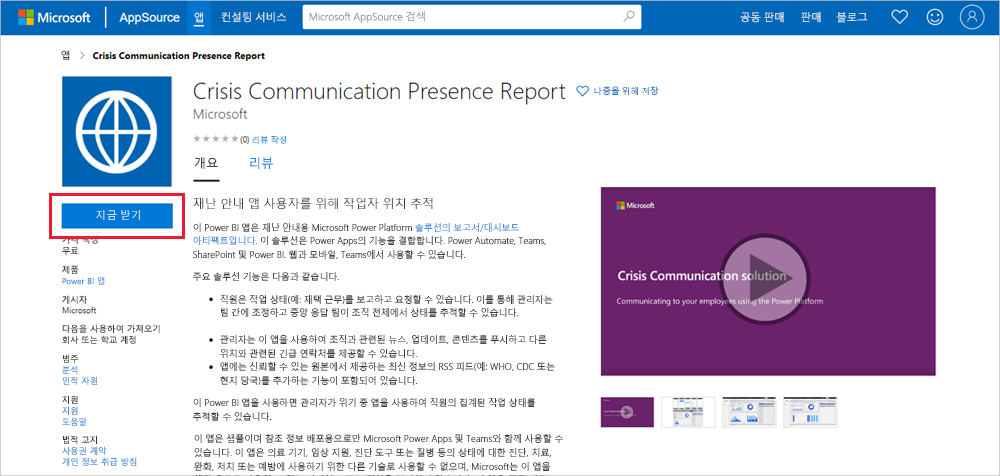 Microsoft AppSource 앱 컨설팅 서비스 Microsoft AppSource 검색 공동 판매 판매 블로그
앱 > Crisis Communication Presence Report
Crisis Communication Presence Report 나중을 위해 저장
Microsoft
(0) 리뷰 작성
개요 리뷰
지금 받기
무료
제품
Power BI 앱
게시자
Microsoft
다음을 사용하여 가져오기
회사 또는 학교 계정
범주
분석
인적 자원
지원
지원
도움말
법적 고지
사용권 계약
개인 정보 취급 방침
재난 안내 앱 사용자를 위해 작업자 위치 추적
이 Power BI 앱은 재난 안내용 Microsoft Power Platform 솔루션의 보고서/대시보드
아티팩트입니다. 이 솔루션은 Power Apps의 기능을 결합합니다. Power Automate, Teams,
SharePoint 및 Power BI. 웹과 모바일, Teams에서 사용할 수 있습니다.
주요 솔루션 기능은 다음과 같습니다.
• 직원은 작업 상태(예: 재택 근무)를 보고하고 요청할 수 있습니다. 이를 통해 관리자는
팀 간에 조정하고 중앙 응답 팀이 조직 전체에서 상태를 추적할 수 있습니다.
• 관리자는 이 앱을 사용하여 조직과 관련된 뉴스, 업데이트, 콘텐츠를 푸시하고 다른
위치와 관련된 긴급 연락처를 제공할 수 있습니다.
• 앱에는 신뢰할 수 있는 원본에서 제공하는 최신 정보의 RSS 피드(예: WHO, CDC 또는
현지 당국)를 추가하는 기능이 포함되어 있습니다.
이 Power BI 앱을 사용하면 관리자가 위기 중 앱을 사용하여 직원의 집계된 작업 상태를
추적할 수 있습니다.
이 앱은 샘플이며 참조 정보 배포용으로만 Microsoft Power Apps 및 Teams와 함께 사용할 수
있습니다. 이 앱은 의료 기기, 임상 지원, 진단 도구 또는 질병 등의 상태에 대한 진단, 치료,
완화, 처치 또는 예방에 사용하기 위한 다른 기술로 사용할 수 없으며, Microsoft는 이 앱을
Microsoft
Crisis Communication solution
Communicating to your employees using the Power Platform